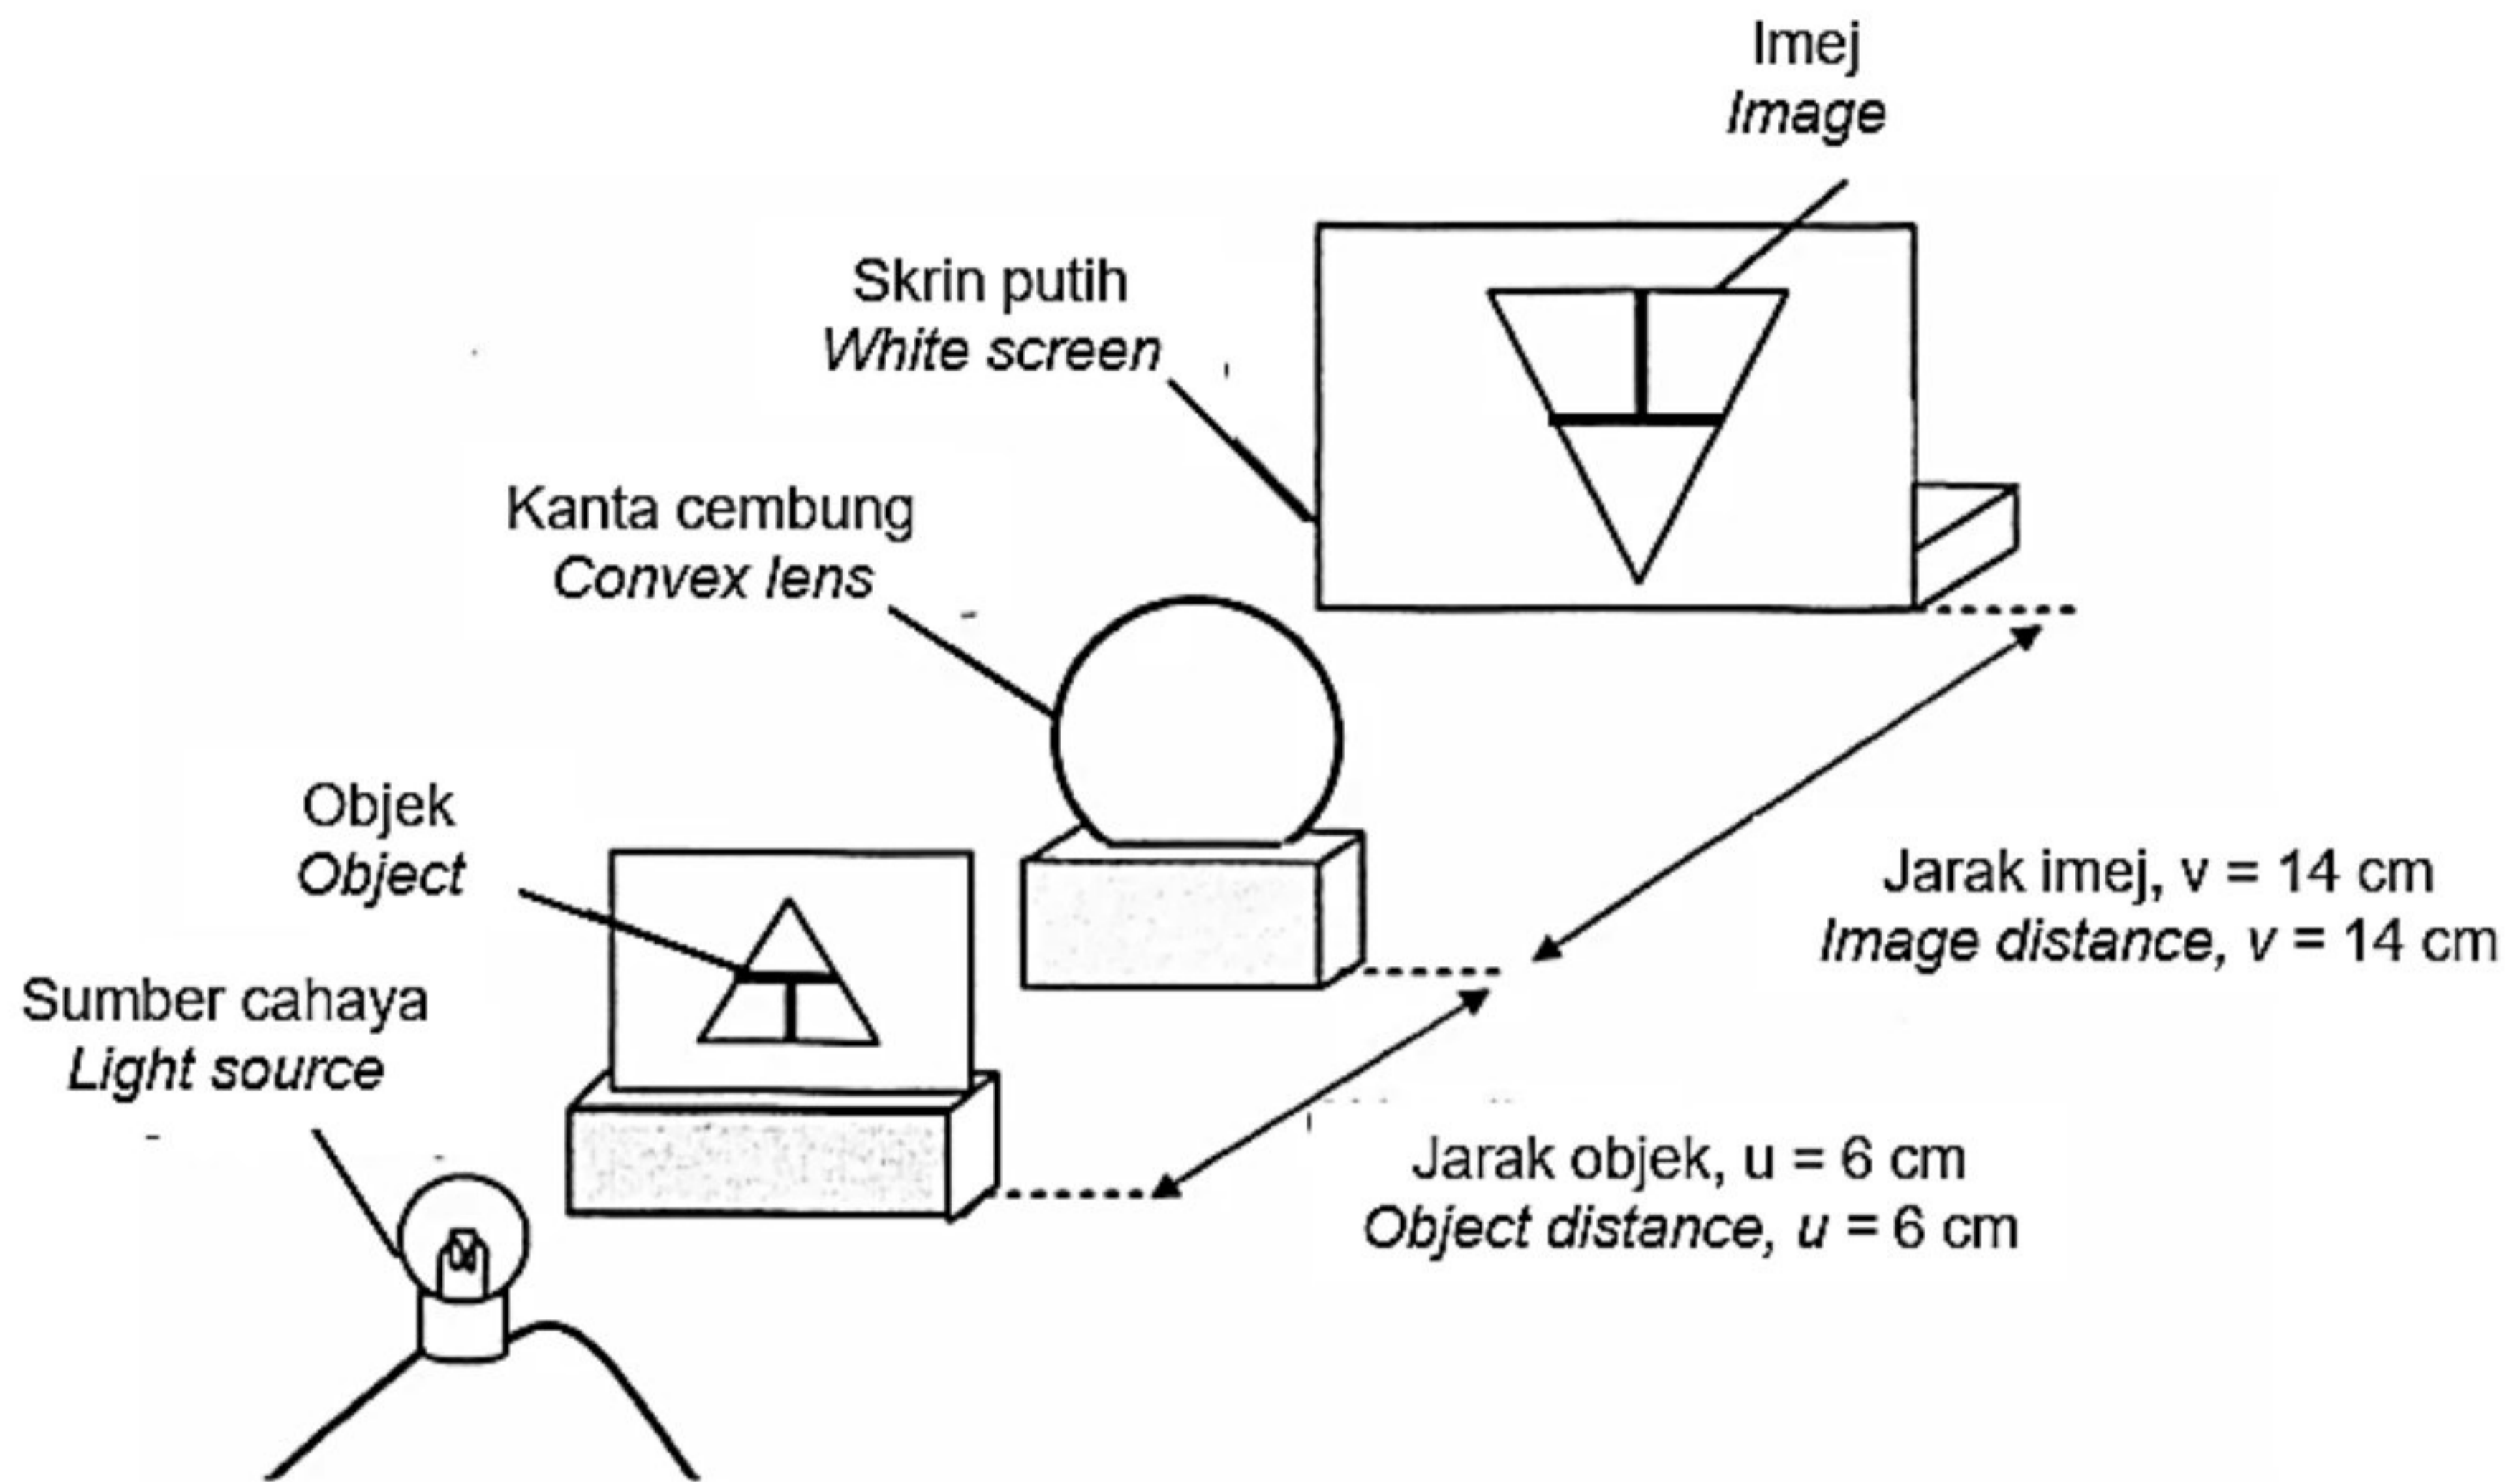 Imej
Image
Skrin putih
White screen
Kanta cembung
Convex lens
Objek
Object
Sumber cahaya
Light source
Jarak imej, v = 14 cm
Image distance, v = 14 cm
Jarak objek, u = 6 cm
Object distance, u = 6 cm